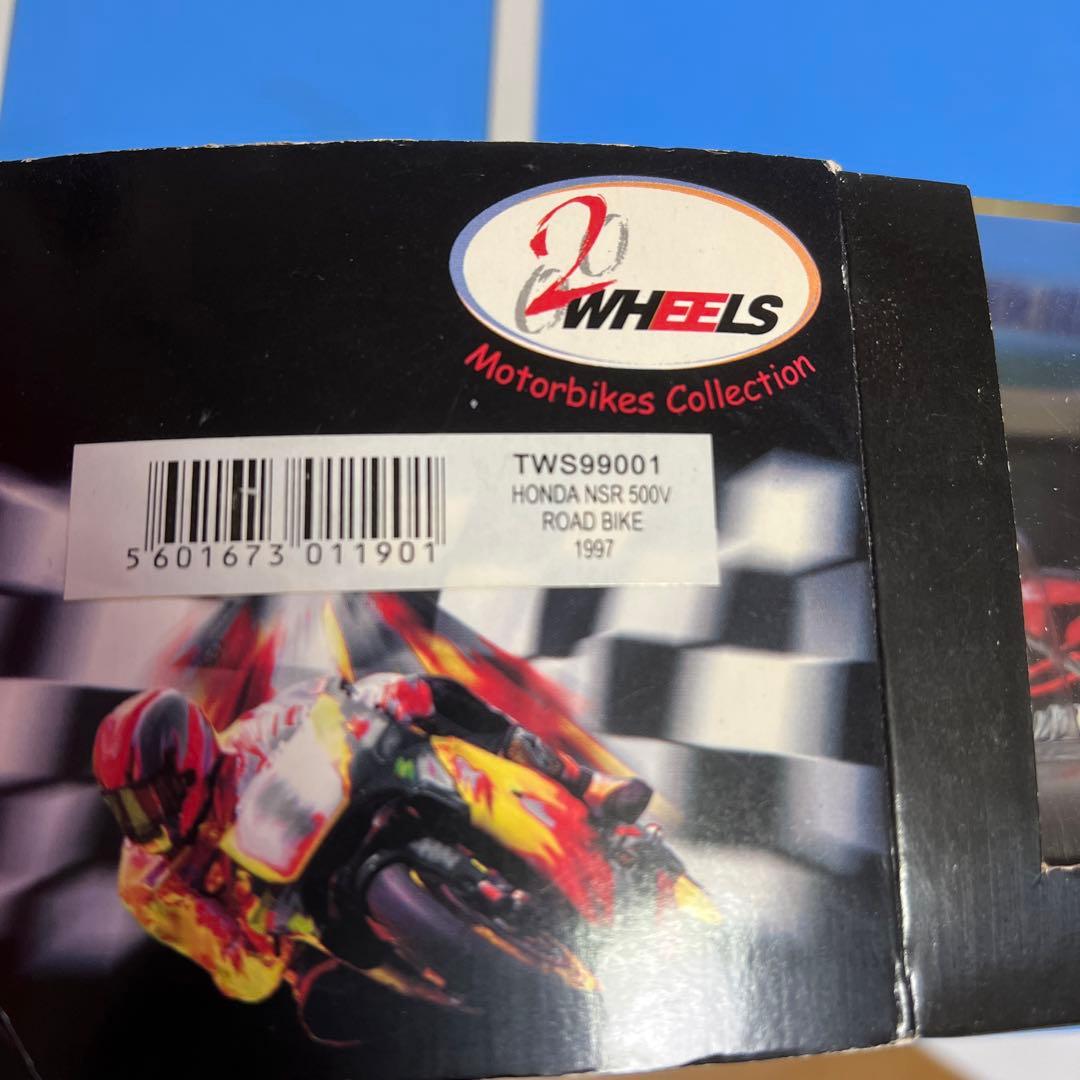 2 WHEELS
Motorbikes Collection
TWS99001
HONDA NSR 500V
ROAD BIKE
1997
5 601673 011901